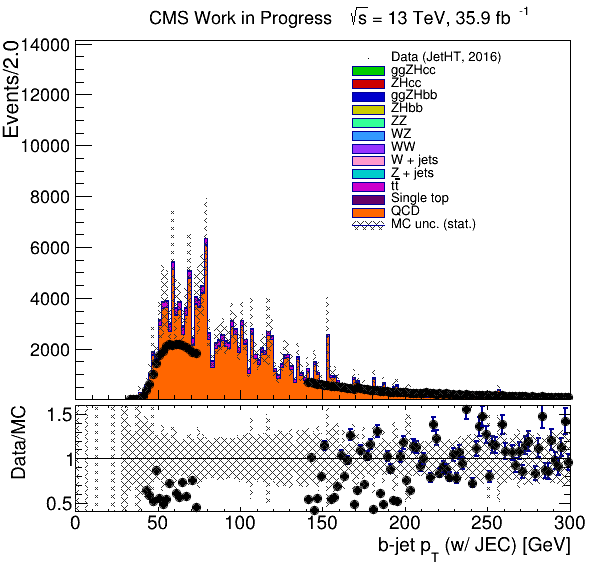 CMS Work in Progress √s = 13 TeV, 35.9 fb⁻¹
Events/2.0
14000
12000
10000
8000
6000
4000
2000
Data (JetHT, 2016)
ggZHcc
ZHcc
ggZHbb
ZHbb
ZZ
WZ
WW
W + jets
Z + jets
tt̅
Single top
QCD
MC unc. (stat.)
Data/MC
1.5
1
0.5
0 50 100 150 200 250 300
b-jet p_T (w/ JEC) [GeV]